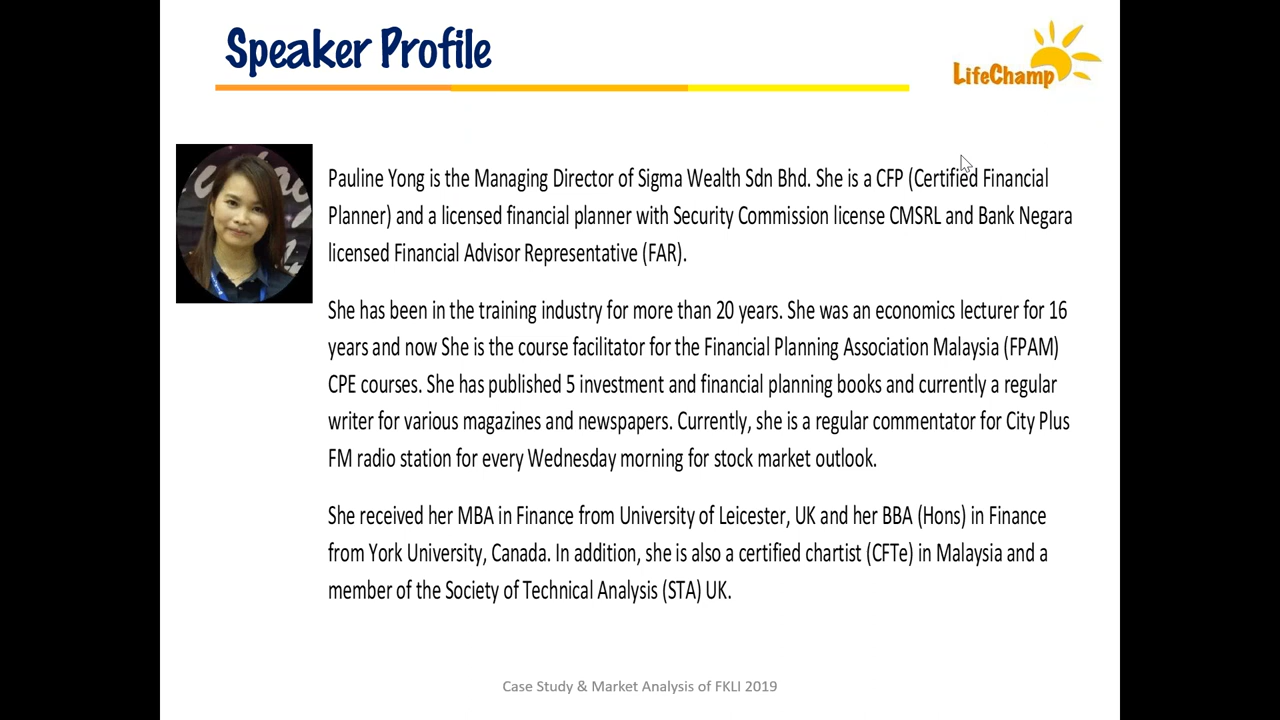 Speaker Profile
LifeChamp
Pauline Yong is the Managing Director of Sigma Wealth Sdn Bhd. She is a CFP (Certified Financial
Planner) and a licensed financial planner with Security Commission license CMSRL and Bank Negara
licensed Financial Advisor Representative (FAR).
She has been in the training industry for more than 20 years. She was an economics lecturer for 16
years and now She is the course facilitator for the Financial Planning Association Malaysia (FPAM)
CPE courses. She has published 5 investment and financial planning books and currently a regular
writer for various magazines and newspapers. Currently, she is a regular commentator for City Plus
FM radio station for every Wednesday morning for stock market outlook.
She received her MBA in Finance from University of Leicester, UK and her BBA (Hons) in Finance
from York University, Canada. In addition, she is also a certified chartist (CFTe) in Malaysia and a
member of the Society of Technical Analysis (STA) UK.
Case Study & Market Analysis of FKLI 2019